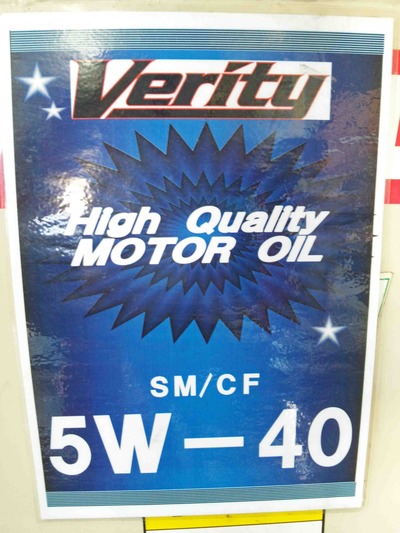 Verity
High Quality
MOTOR OIL
SM/CF
5W-40